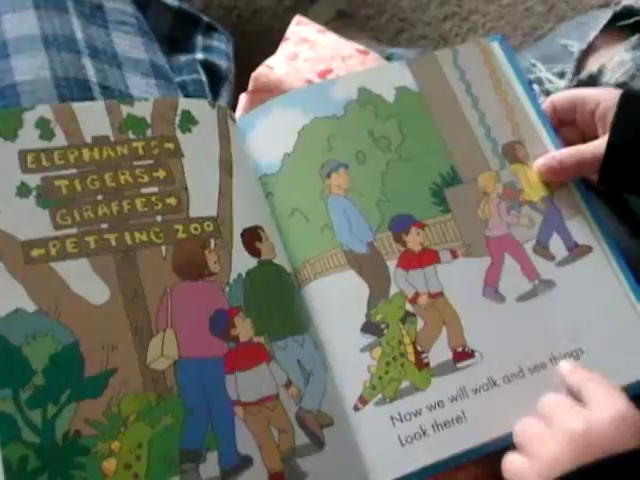 ELEPHANTS→
TIGERS→
GIRAFFES→
←PETTING ZOO
Now we will walk and see things.
Look there!